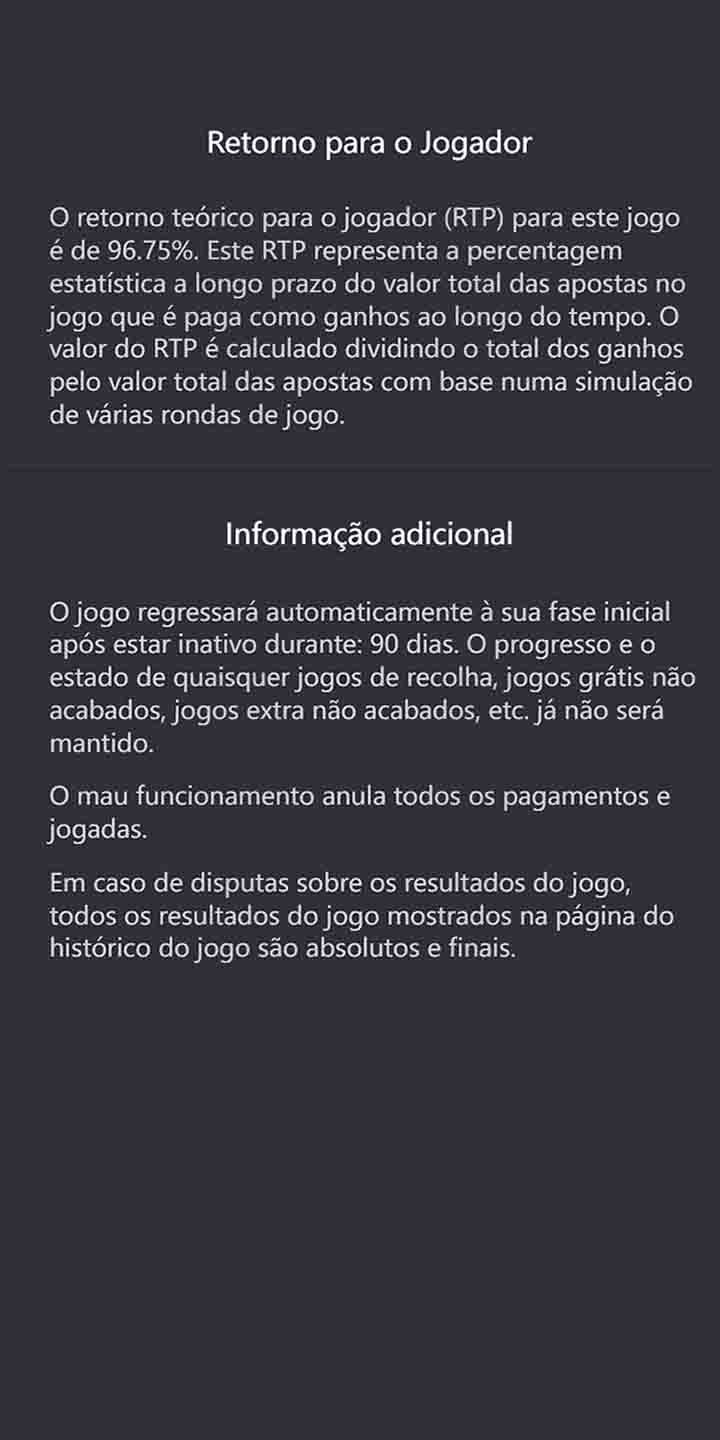 Retorno para o Jogador
O retorno teórico para o jogador (RTP) para este jogo
é de 96.75%. Este RTP representa a percentagem
estatística a longo prazo do valor total das apostas no
jogo que é paga como ganhos ao longo do tempo. O
valor do RTP é calculado dividindo o total dos ganhos
pelo valor total das apostas com base numa simulação
de várias rondas de jogo.
Informação adicional
O jogo regressará automaticamente à sua fase inicial
após estar inativo durante: 90 dias. O progresso e o
estado de quaisquer jogos de recolha, jogos grátis não
acabados, jogos extra não acabados, etc. já não será
mantido.
O mau funcionamento anula todos os pagamentos e
jogadas.
Em caso de disputas sobre os resultados do jogo,
todos os resultados do jogo mostrados na página do
histórico do jogo são absolutos e finais.